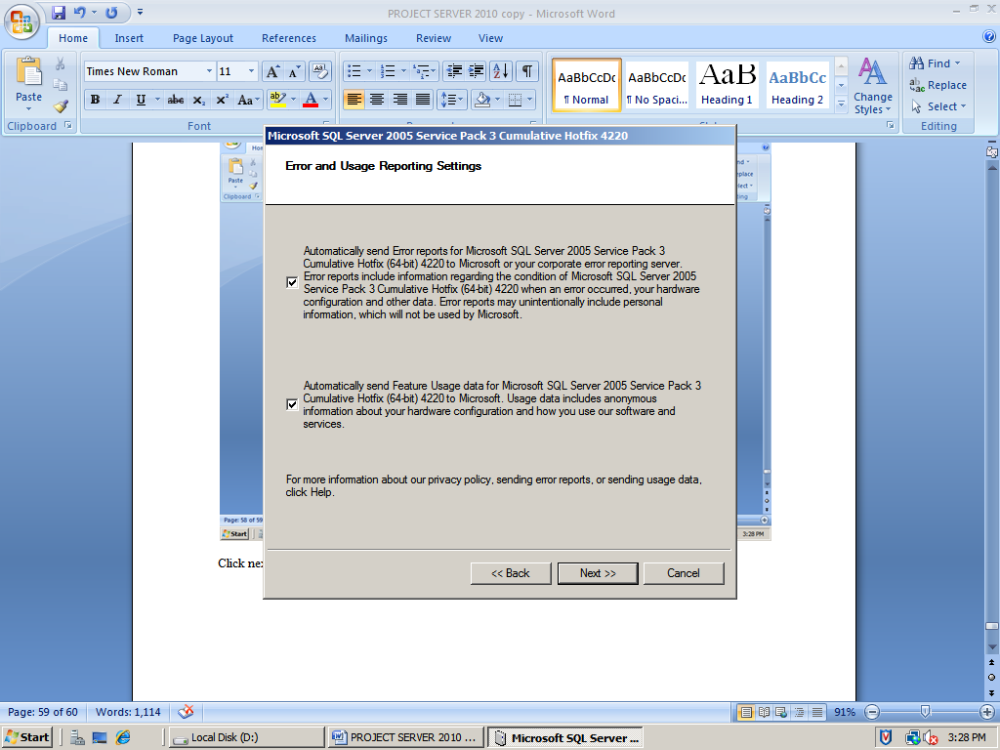 PROJECT SERVER 2010 copy - Microsoft Word
Home Insert Page Layout References Mailings Review View
Times New Roman 11
Paste
Clipboard
Font
AaBbCcDc AaBbCcDc AaB AaBbCc
¶ Normal ¶ No Spaci... Heading 1 Heading 2
Change
Styles
Find
Replace
Select
Editing
Microsoft SQL Server 2005 Service Pack 3 Cumulative Hotfix 4220
Error and Usage Reporting Settings
Paste
Clipboard
Automatically send Error reports for Microsoft SQL Server 2005 Service Pack 3
Cumulative Hotfix (64-bit) 4220 to Microsoft or your corporate error reporting server.
Error reports include information regarding the condition of Microsoft SQL Server 2005
Service Pack 3 Cumulative Hotfix (64-bit) 4220 when an error occurred, your hardware
configuration and other data. Error reports may unintentionally include personal
information, which will not be used by Microsoft.
Automatically send Feature Usage data for Microsoft SQL Server 2005 Service Pack 3
Cumulative Hotfix (64-bit) 4220 to Microsoft. Usage data includes anonymous
information about your hardware configuration and how you use our software and
services.
For more information about our privacy policy, sending error reports, or sending usage data,
click Help.
Page: 58 of 59
Start
3:28 PM
Click ne
<< Back Next >> Cancel
Page: 59 of 60 Words: 1,114 91%
Start Local Disk (D:) PROJECT SERVER 2010 ... Microsoft SQL Server ... 3:28 PM